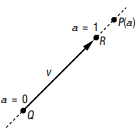 a = 1
P(a)
R
v
a = 0
Q